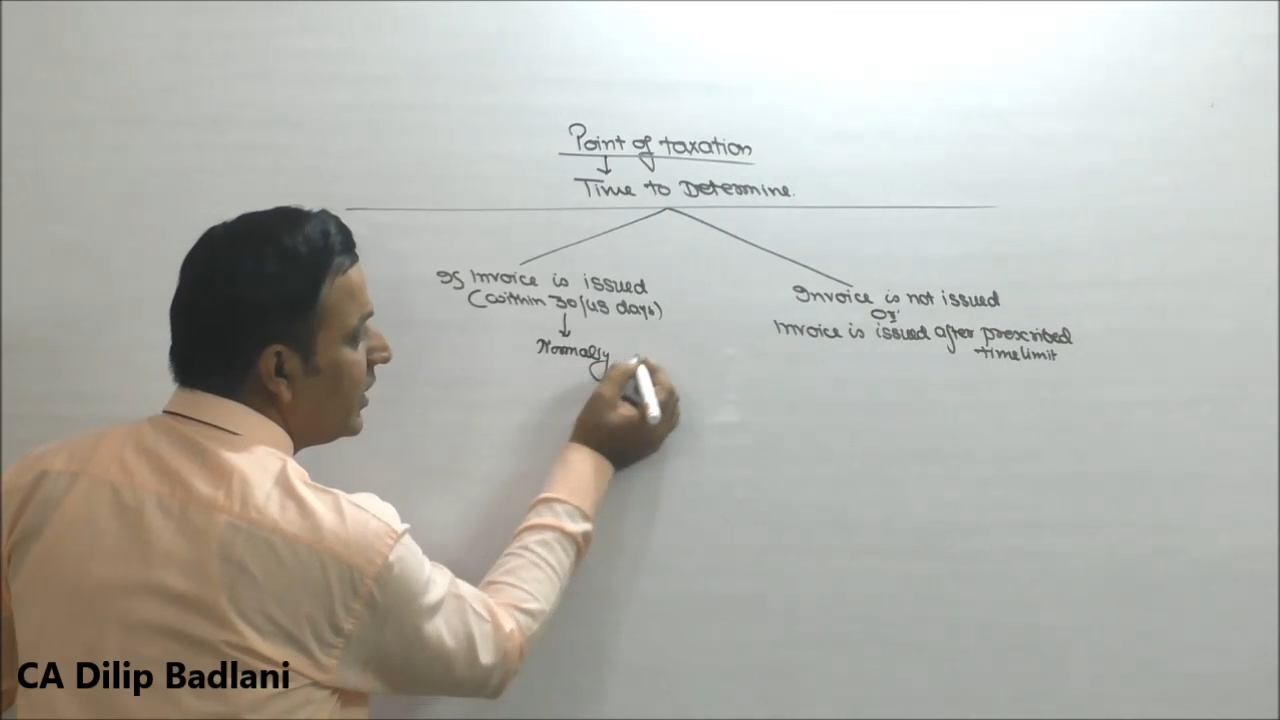 Point of taxation
Time to Determine.
If Invoice is issued
(within 30/45 days)
Normally
Invoice is not issued
Or
Invoice is issued after prescribed
timelimit
CA Dilip Badlani